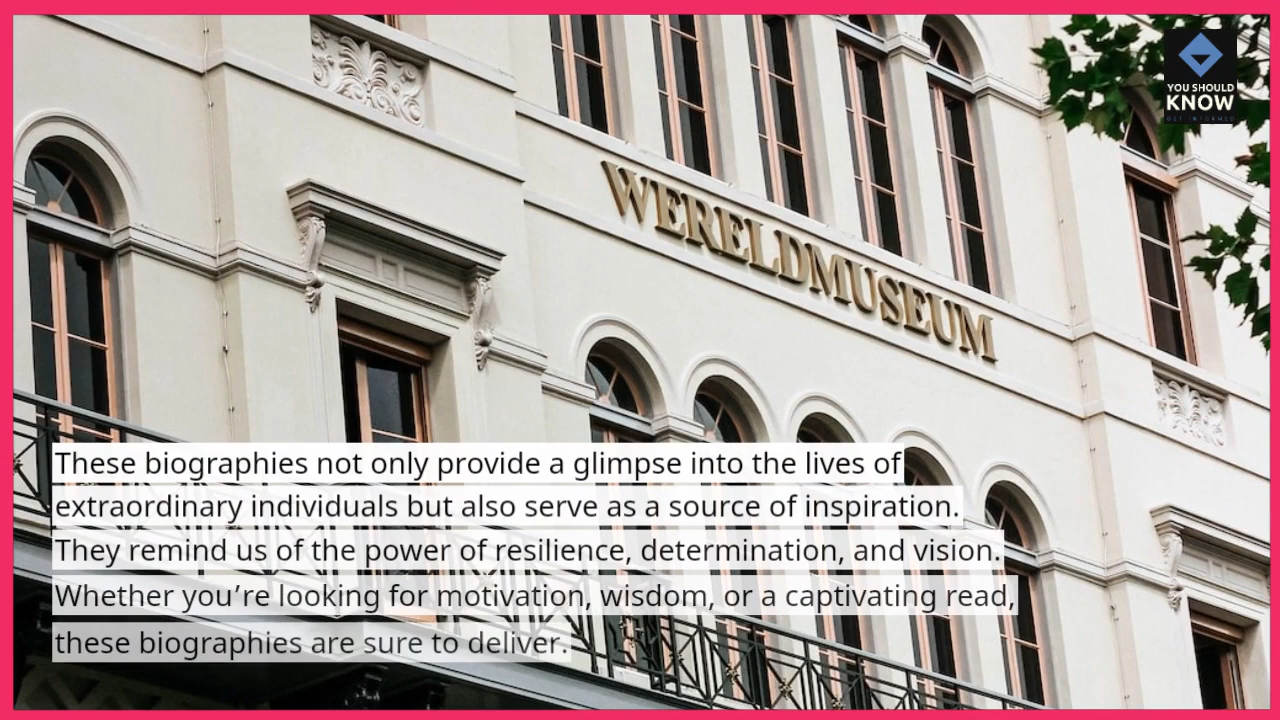 YOU SHOULD
KNOW
GET INFORMED
WERELDMUSEUM
These biographies not only provide a glimpse into the lives of
extraordinary individuals but also serve as a source of inspiration.
They remind us of the power of resilience, determination, and vision.
Whether you’re looking for motivation, wisdom, or a captivating read,
these biographies are sure to deliver.